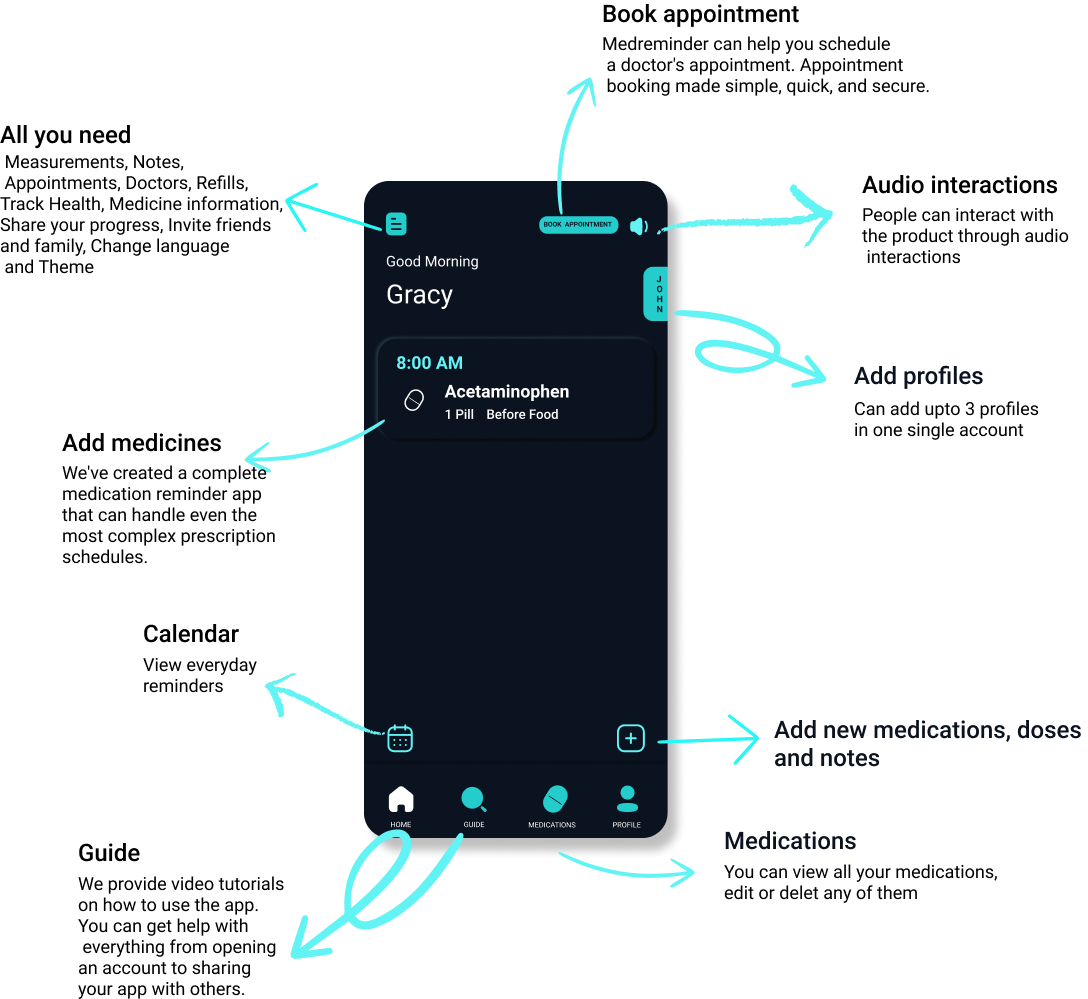 Book appointment
Medreminder can help you schedule
a doctor's appointment. Appointment
booking made simple, quick, and secure.
All you need
Measurements, Notes,
Appointments, Doctors, Refills,
Track Health, Medicine information,
Share your progress, Invite friends
and family, Change language
and Theme
Audio interactions
People can interact with
the product through audio
interactions
BOOK APPOINTMENT
Good Morning
Gracy
JOHN
8:00 AM
Acetaminophen
1 Pill Before Food
Add profiles
Can add upto 3 profiles
in one single account
Add medicines
We've created a complete
medication reminder app
that can handle even the
most complex prescription
schedules.
Calendar
View everyday
reminders
Add new medications, doses
and notes
HOME
GUIDE
MEDICATIONS
PROFILE
Medications
You can view all your medications,
edit or delet any of them
Guide
We provide video tutorials
on how to use the app.
You can get help with
everything from opening
an account to sharing
your app with others.